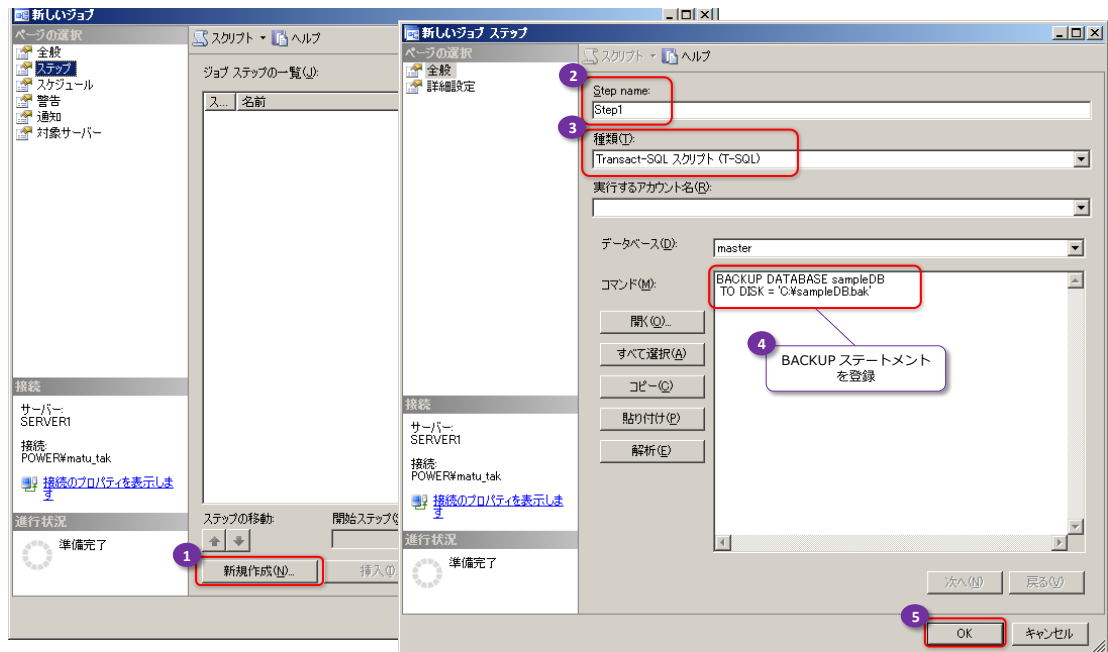 新しいジョブ
ページの選択
全般
ステップ
スケジュール
警告
通知
対象サーバー
スクリプト ヘルプ
ジョブ ステップの一覧(J):
ス... 名前
接続
サーバー:
SERVER1
接続:
POWER¥matu_tak
接続のプロパティを表示しま
す
進行状況
準備完了
ステップの移動: 開始ステップ(S
1
新規作成(N)... 挿入(I)
新しいジョブ ステップ
ページの選択
全般
詳細設定
スクリプト ヘルプ
2
Step name:
Step1
3
種類(T):
Transact-SQL スクリプト (T-SQL)
実行するアカウント名(R):
データベース(D): master
コマンド(M):
BACKUP DATABASE sampleDB
TO DISK = 'C:¥sampleDB.bak'
開く(O)...
すべて選択(A)
コピー(C)
貼り付け(P)
解析(E)
4
BACKUP ステートメント
を登録
接続
サーバー:
SERVER1
接続:
POWER¥matu_tak
接続のプロパティを表示しま
す
進行状況
準備完了
次へ(N) 戻る(V)
5
OK キャンセル